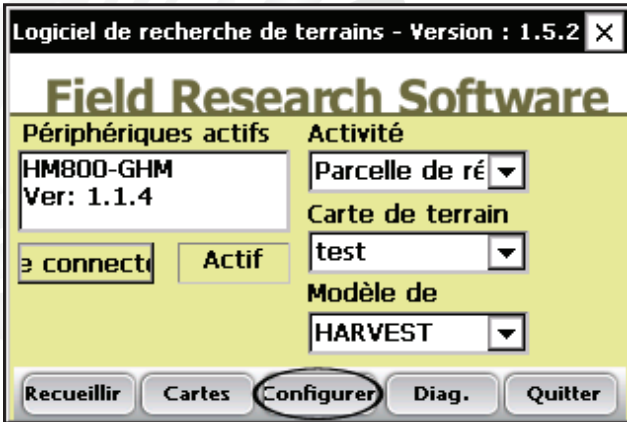 Logiciel de recherche de terrains - Version : 1.5.2
Field Research Software
Périphériques actifs
HM800-GHM
Ver: 1.1.4
e connecte
Actif
Activité
Parcelle de ré
Carte de terrain
test
Modèle de
HARVEST
Recueillir Cartes Configurer Diag. Quitter